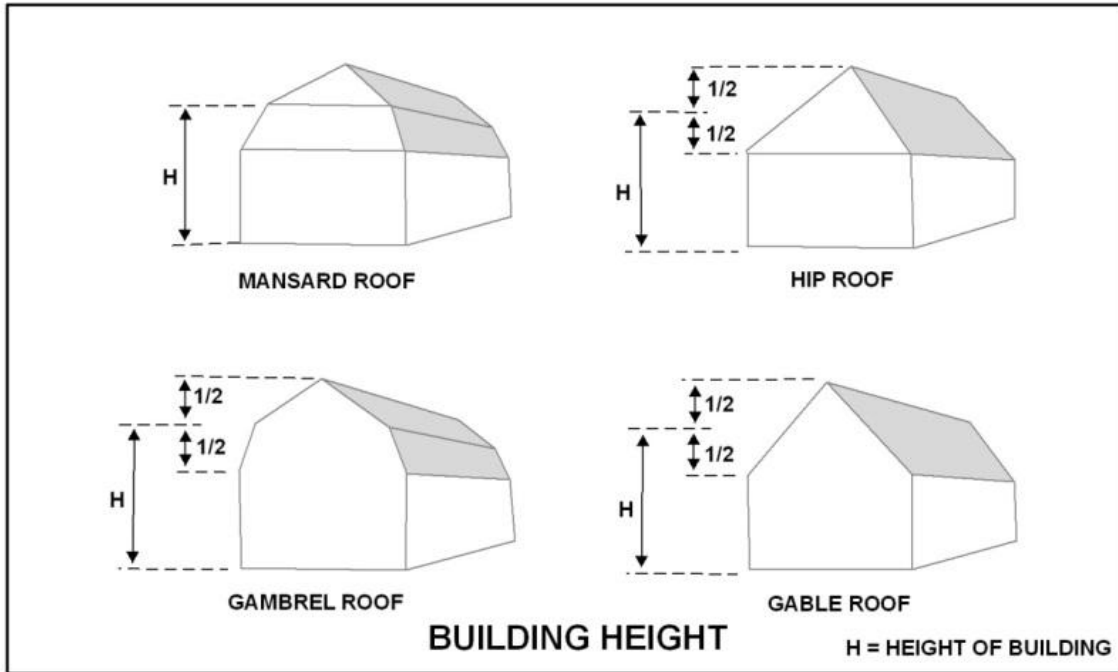 1/2
1/2
H
H
MANSARD ROOF
HIP ROOF
1/2
1/2
1/2
1/2
H
H
GAMBREL ROOF
GABLE ROOF
BUILDING HEIGHT
H = HEIGHT OF BUILDING